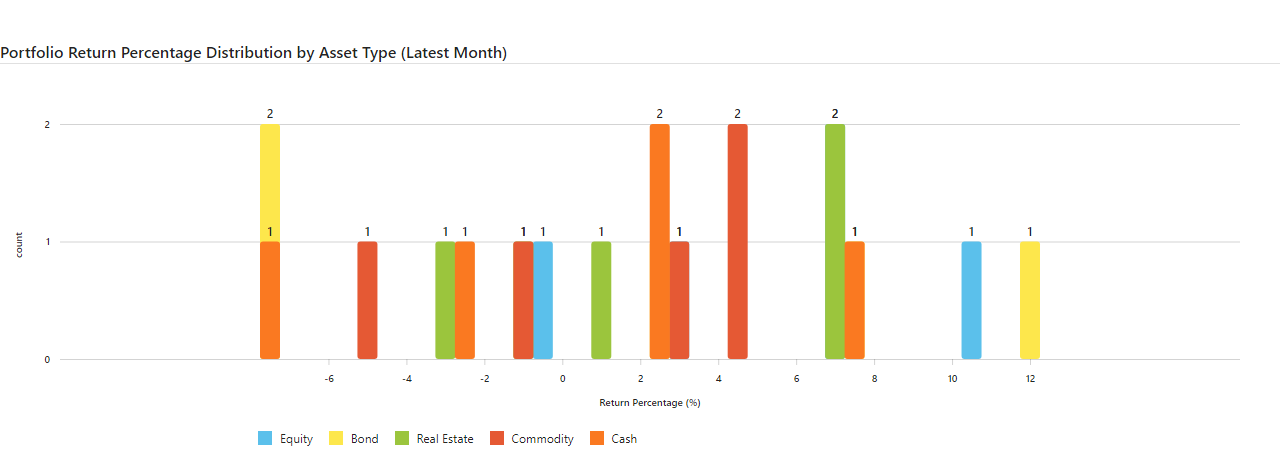 Portfolio Return Percentage Distribution by Asset Type (Latest Month)
2 2 2 2
2
1 1 1 1 1 1 1 1 1 1 1
1
count
0
-6 -4 -2 0 2 4 6 8 10 12
Return Percentage (%)
Equity Bond Real Estate Commodity Cash